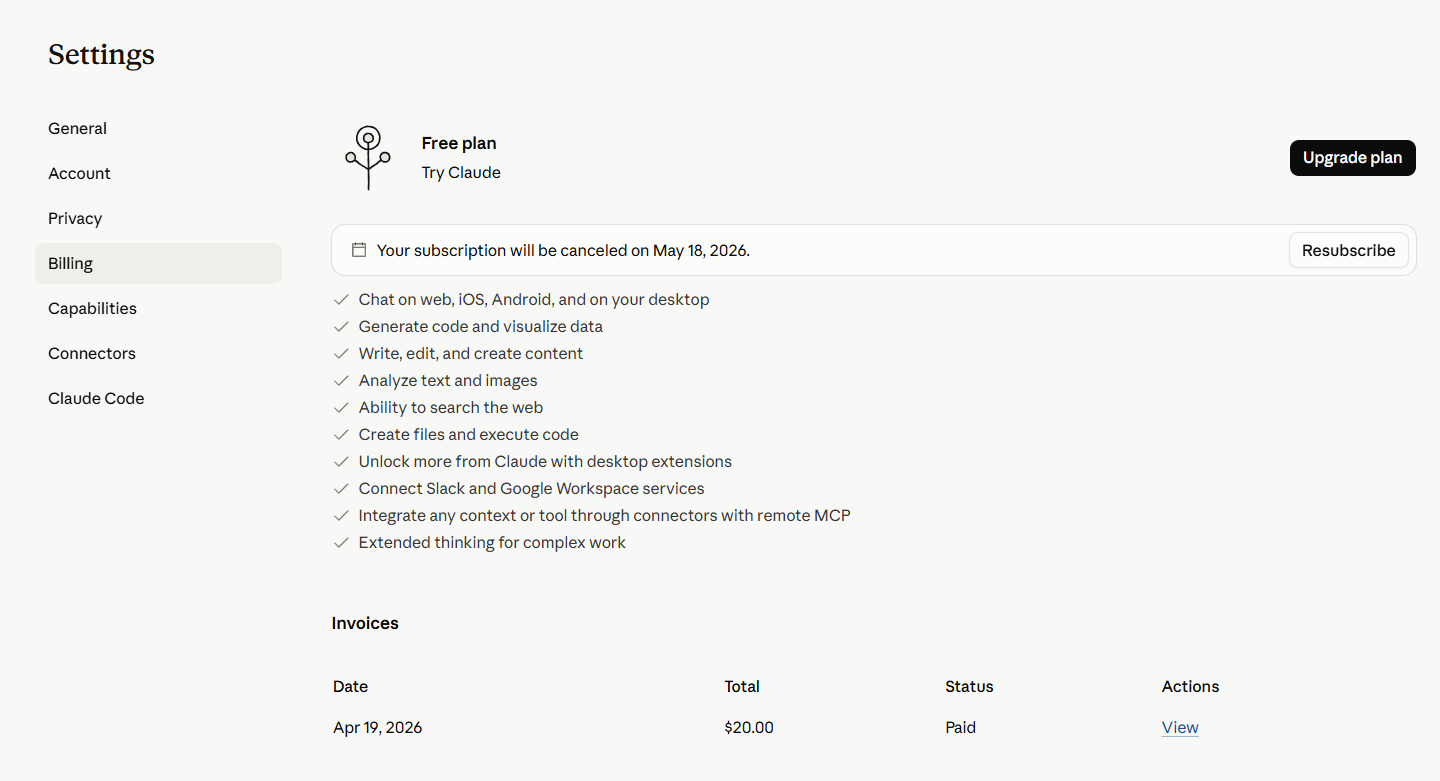 Settings
General
Account
Privacy
Billing
Capabilities
Connectors
Claude Code
Free plan
Try Claude
Upgrade plan
Your subscription will be canceled on May 18, 2026.
Resubscribe
Chat on web, iOS, Android, and on your desktop
Generate code and visualize data
Write, edit, and create content
Analyze text and images
Ability to search the web
Create files and execute code
Unlock more from Claude with desktop extensions
Connect Slack and Google Workspace services
Integrate any context or tool through connectors with remote MCP
Extended thinking for complex work
Invoices
Date Total Status Actions
Apr 19, 2026 $20.00 Paid View